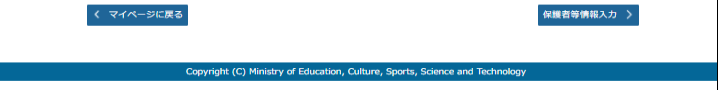 マイページに戻る
保護者等情報入力
Copyright (C) Ministry of Education, Culture, Sports, Science and Technology